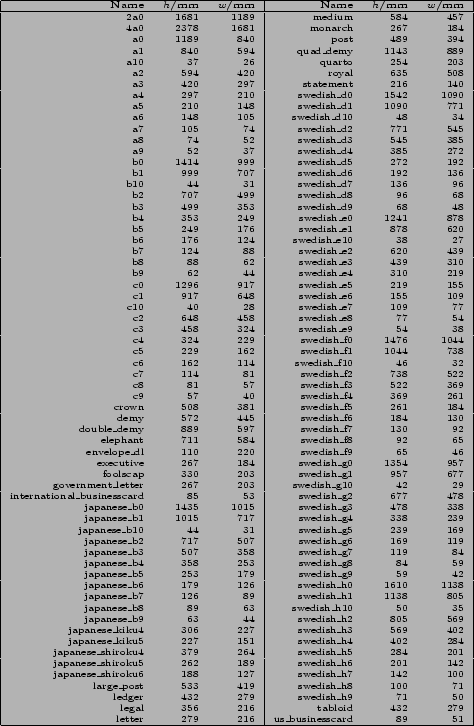 Name h/mm w/mm Name h/mm w/mm
2a0 1681 1189 medium 584 457
4a0 2378 1681 monarch 267 184
a0 1189 840 post 489 394
a1 840 594 quad_demy 1143 889
a10 37 26 quarto 254 203
a2 594 420 royal 635 508
a3 420 297 statement 216 140
a4 297 210 swedish_d0 1542 1090
a5 210 148 swedish_d1 1090 771
a6 148 105 swedish_d10 48 34
a7 105 74 swedish_d2 771 545
a8 74 52 swedish_d3 545 385
a9 52 37 swedish_d4 385 272
b0 1414 999 swedish_d5 272 192
b1 999 707 swedish_d6 192 136
b10 44 31 swedish_d7 136 96
b2 707 499 swedish_d8 96 68
b3 499 353 swedish_d9 68 48
b4 353 249 swedish_e0 1241 878
b5 249 176 swedish_e1 878 620
b6 176 124 swedish_e10 38 27
b7 124 88 swedish_e2 620 439
b8 88 62 swedish_e3 439 310
b9 62 44 swedish_e4 310 219
c0 1296 917 swedish_e5 219 155
c1 917 648 swedish_e6 155 109
c10 40 28 swedish_e7 109 77
c2 648 458 swedish_e8 77 54
c3 458 324 swedish_e9 54 38
c4 324 229 swedish_f0 1476 1044
c5 229 162 swedish_f1 1044 738
c6 162 114 swedish_f10 46 32
c7 114 81 swedish_f2 738 522
c8 81 57 swedish_f3 522 369
c9 57 40 swedish_f4 369 261
crown 508 381 swedish_f5 261 184
demy 572 445 swedish_f6 184 130
double_demy 889 597 swedish_f7 130 92
elephant 711 584 swedish_f8 92 65
envelope_dl 110 220 swedish_f9 65 46
executive 267 184 swedish_g0 1354 957
foolscap 330 203 swedish_g1 957 677
government_letter 267 203 swedish_g10 42 29
international_businesscard 85 53 swedish_g2 677 478
japanese_b0 1435 1015 swedish_g3 478 338
japanese_b1 1015 717 swedish_g4 338 239
japanese_b10 44 31 swedish_g5 239 169
japanese_b2 717 507 swedish_g6 169 119
japanese_b3 507 358 swedish_g7 119 84
japanese_b4 358 253 swedish_g8 84 59
japanese_b5 253 179 swedish_g9 59 42
japanese_b6 179 126 swedish_h0 1610 1138
japanese_b7 126 89 swedish_h1 1138 805
japanese_b8 89 63 swedish_h10 50 35
japanese_b9 63 44 swedish_h2 805 569
japanese_kiku4 306 227 swedish_h3 569 402
japanese_kiku5 227 151 swedish_h4 402 284
japanese_shiroku4 379 264 swedish_h5 284 201
japanese_shiroku5 262 189 swedish_h6 201 142
japanese_shiroku6 188 127 swedish_h7 142 100
large_post 533 419 swedish_h8 100 71
ledger 432 279 swedish_h9 71 50
legal 356 216 tabloid 432 279
letter 279 216 us_businesscard 89 51